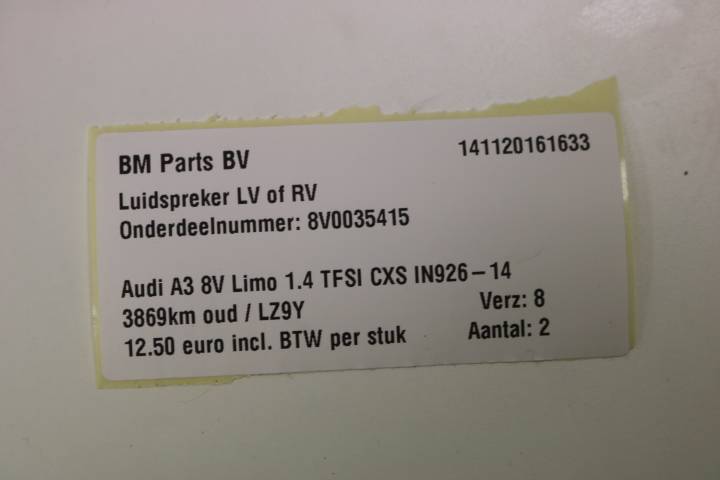 BM Parts BV 141120161633
Luidspreker LV of RV
Onderdeelnummer: 8V0035415
Audi A3 8V Limo 1.4 TFSI CXS IN926-14
3869km oud / LZ9Y Verz: 8
12.50 euro incl. BTW per stuk Aantal: 2